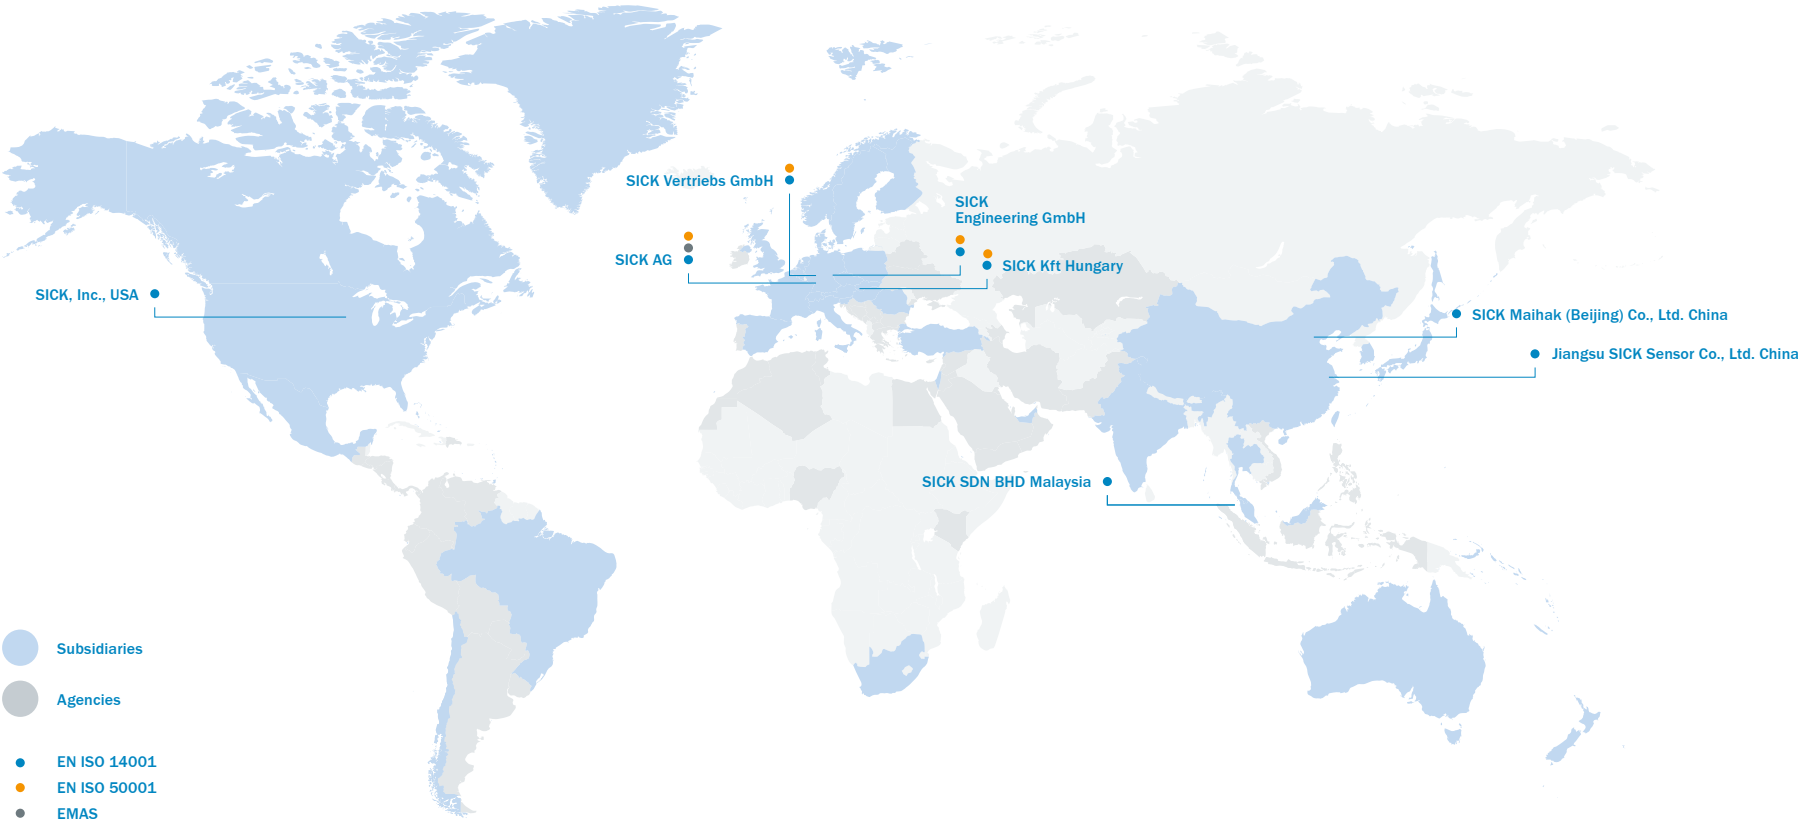 SICK Vertriebs GmbH
SICK
Engineering GmbH
SICK AG
SICK Kft Hungary
SICK, Inc., USA
SICK Maihak (Beijing) Co., Ltd. China
Jiangsu SICK Sensor Co., Ltd. China
SICK SDN BHD Malaysia
Subsidiaries
Agencies
EN ISO 14001
EN ISO 50001
EMAS